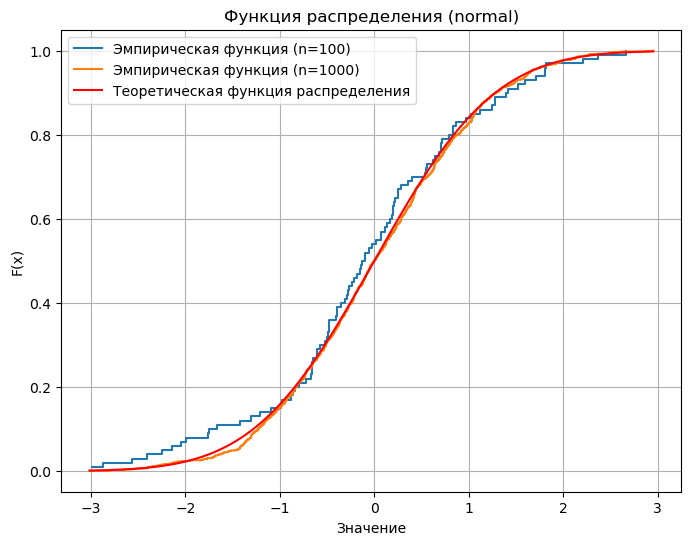 Функция распределения (normal)
Эмпирическая функция (n=100)
Эмпирическая функция (n=1000)
Теоретическая функция распределения
F(x)
1.0
0.8
0.6
0.4
0.2
0.0
−3 −2 −1 0 1 2 3
Значение